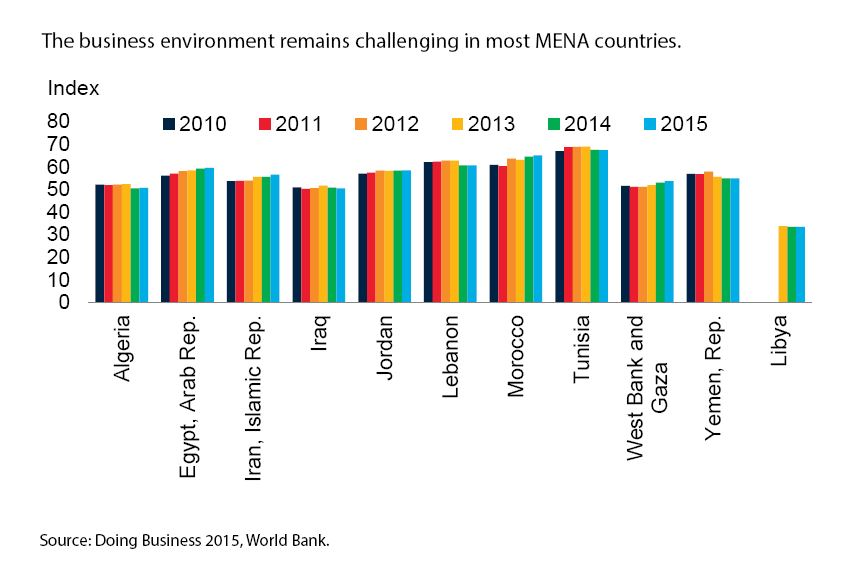 The business environment remains challenging in most MENA countries.
Index
80
70
60
50
40
30
20
10
0
2010 2011 2012 2013 2014 2015
Algeria
Egypt, Arab Rep.
Iran, Islamic Rep.
Iraq
Jordan
Lebanon
Morocco
Tunisia
West Bank and
Gaza
Yemen, Rep.
Libya
Source: Doing Business 2015, World Bank.